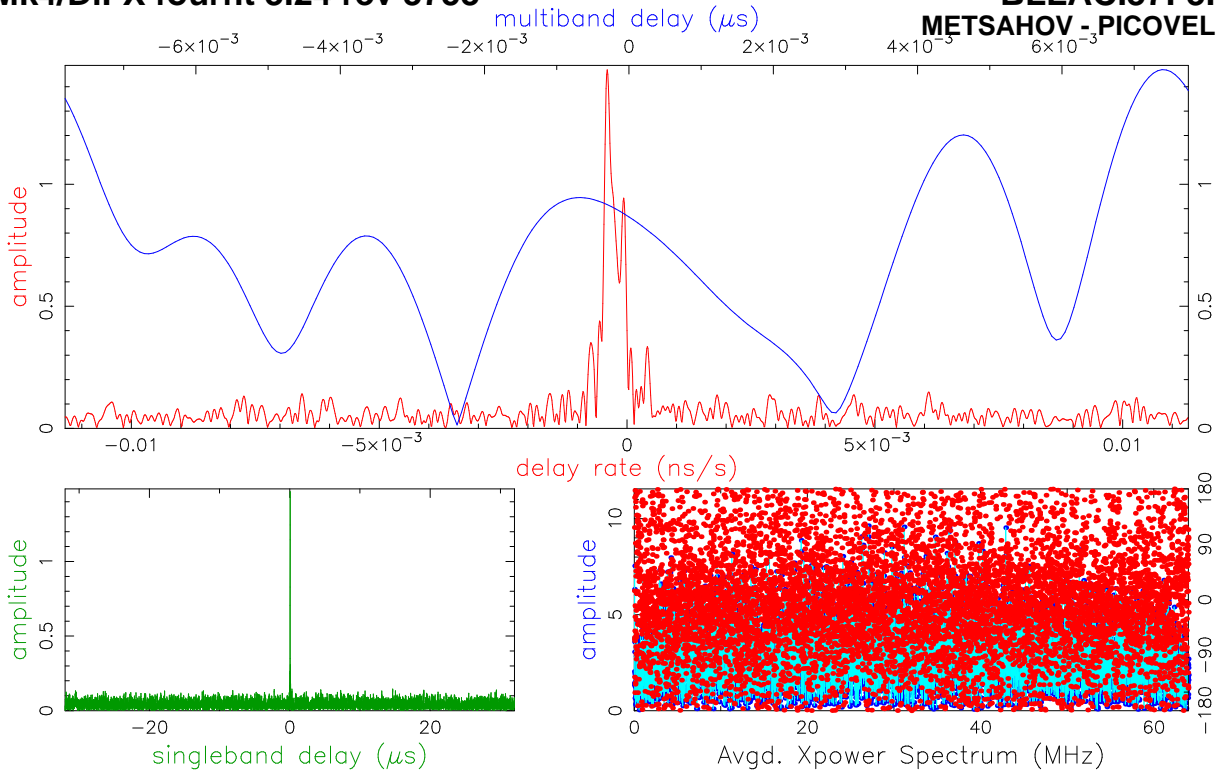 multiband delay (μs)
METSAHOV - PICOVEL
−6×10⁻³ −4×10⁻³ −2×10⁻³ 0 2×10⁻³ 4×10⁻³ 6×10⁻³
amplitude
0 0.5 1
0 0.5 1
−0.01 −5×10⁻³ 0 5×10⁻³ 0.01
delay rate (ns/s)
amplitude
0 0.5 1
−20 0 20
singleband delay (μs)
amplitude
0 5 10
−180 −90 0 90 180
0 20 40 60
Avgd. Xpower Spectrum (MHz)